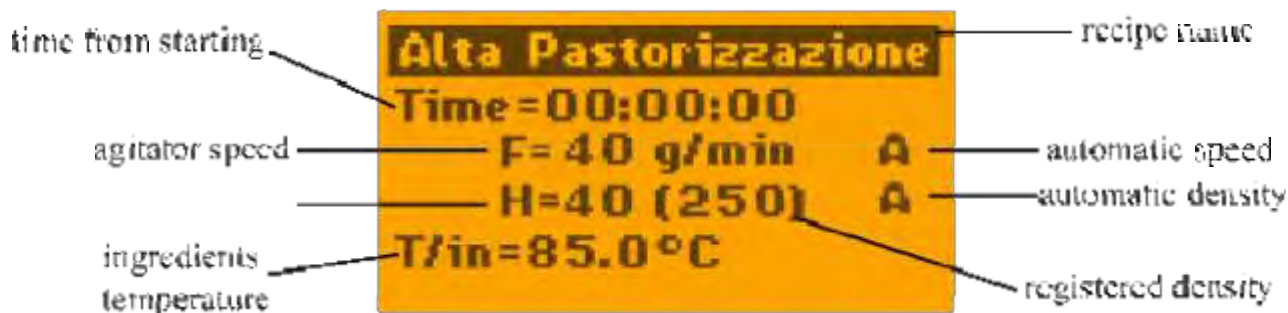 time from starting
Alta Pastorizzazione
recipe name
Time=00:00:00
agitator speed
F=40 g/min A
automatic speed
H=40 (250) A
automatic density
ingredients
temperature
T/in=85.0°C
registered density